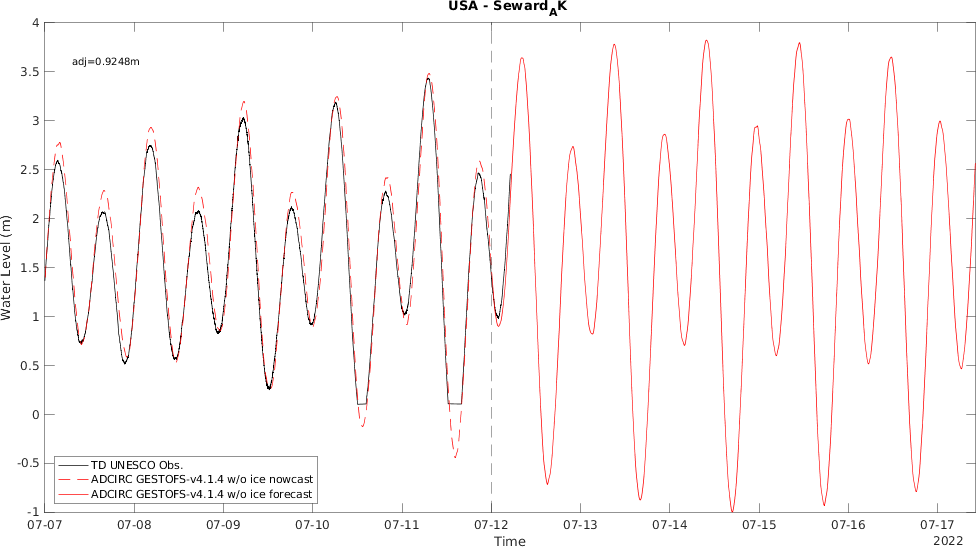 USA - Seward_AK
4
adj=0.9248m
3.5
3
2.5
2
1.5
1
0.5
0
-0.5
-1
Water Level (m)
TD UNESCO Obs.
ADCIRC GESTOFS-v4.1.4 w/o ice nowcast
ADCIRC GESTOFS-v4.1.4 w/o ice forecast
07-07 07-08 07-09 07-10 07-11 07-12 07-13 07-14 07-15 07-16 07-17
Time
2022